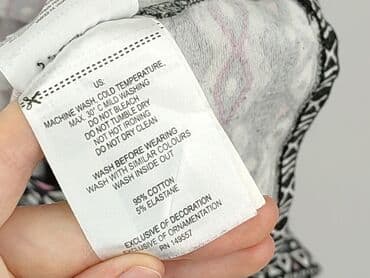 US:
MACHINE WASH, COLD TEMPERATURE,
MAX. 30°C MILD WASHING
DO NOT BLEACH
DO NOT TUMBLE DRY
NOT HOT IRONING
DO NOT DRY CLEAN
WASH BEFORE WEARING
WASH WITH SIMILAR COLOURS
WASH INSIDE OUT
95% COTTON
5% ELASTANE
EXCLUSIVE OF DECORATION
EXCLUSIVE OF ORNAMENTATION
RN 149557